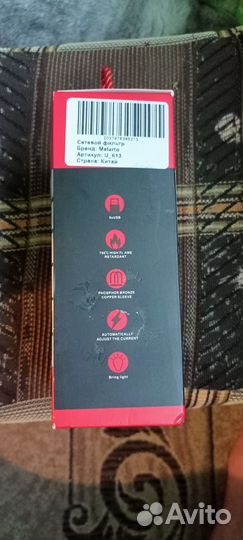 Сетевой фильтр
Бренд: Melarto
Артикул: U_613
Страна: Китай
750°C HIGH FLAME
RETARDANT
PHOSPHOR BRONZE
COPPER SLEEVE
AUTOMATICALLY
ADJUST THE CURRENT
Bring light
Avito